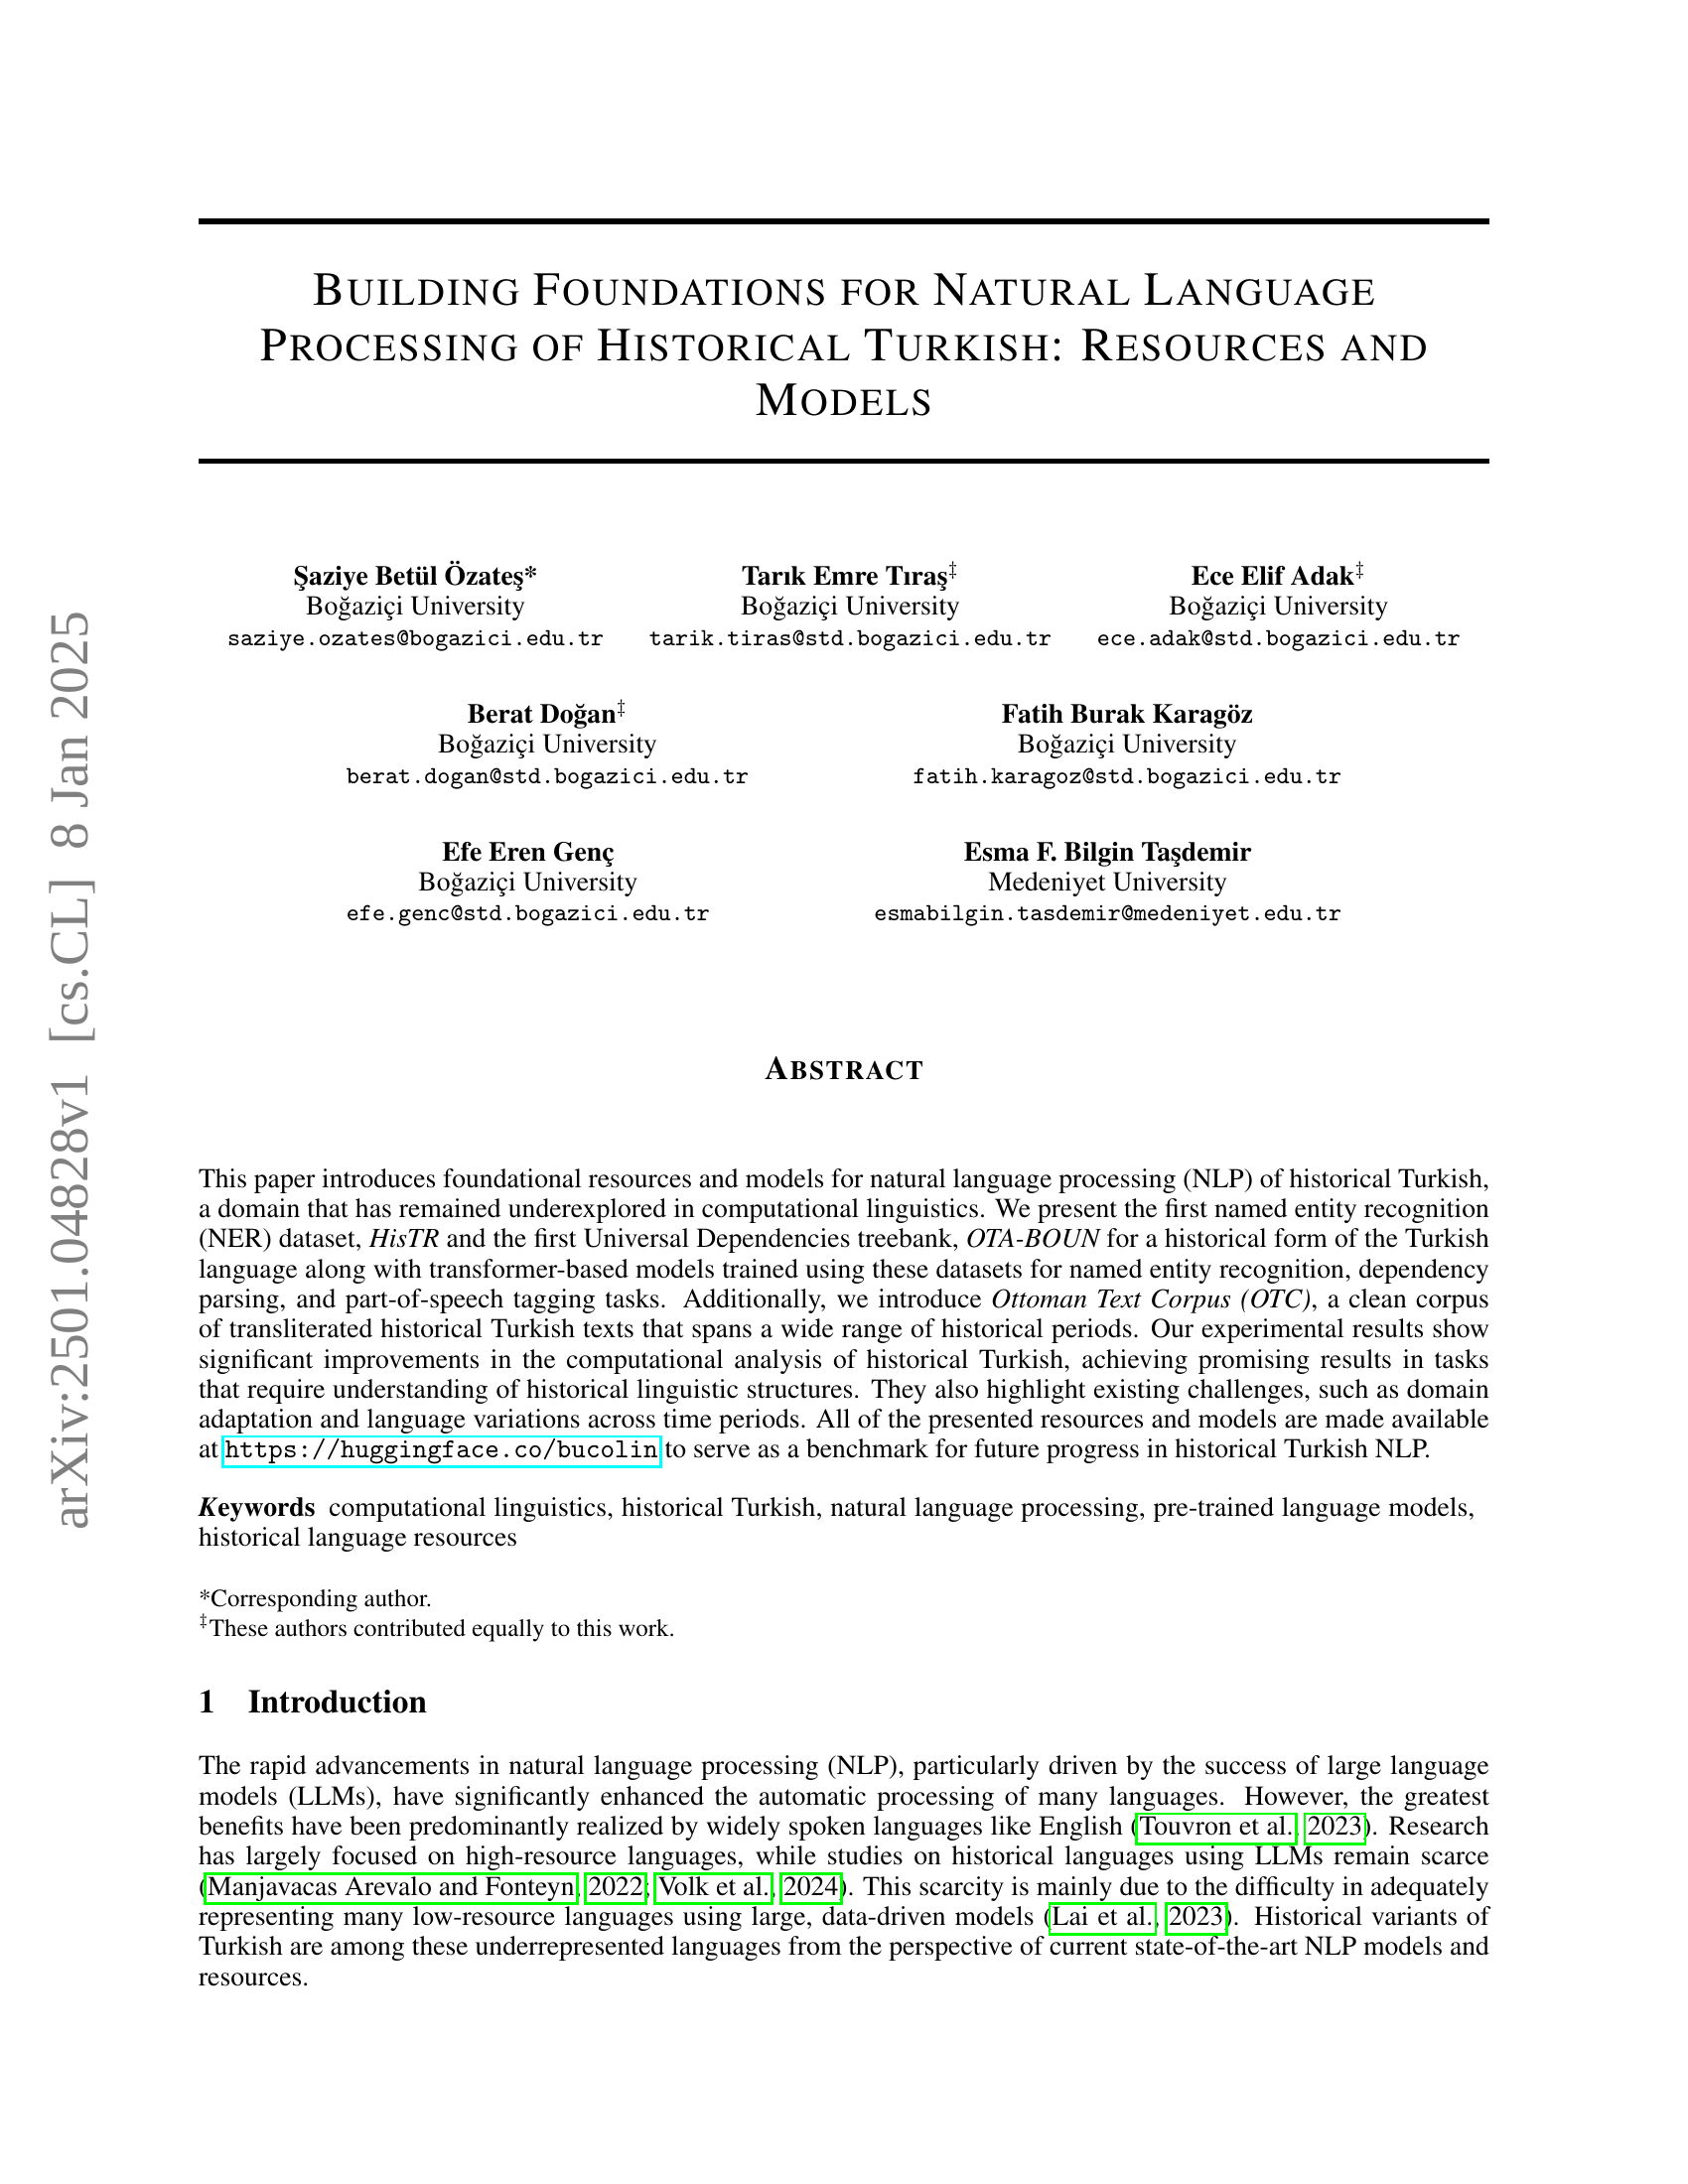 arXiv:2501.04828v1 [cs.CL] 8 Jan 2025
BUILDING FOUNDATIONS FOR NATURAL LANGUAGE
PROCESSING OF HISTORICAL TURKISH: RESOURCES AND
MODELS
Şaziye Betül Özateş*
Boğaziçi University
saziye.ozates@bogazici.edu.tr
Tarık Emre Tıraş‡
Boğaziçi University
tarik.tiras@std.bogazici.edu.tr
Ece Elif Adak‡
Boğaziçi University
ece.adak@std.bogazici.edu.tr
Berat Doğan‡
Boğaziçi University
berat.dogan@std.bogazici.edu.tr
Fatih Burak Karagöz
Boğaziçi University
fatih.karagoz@std.bogazici.edu.tr
Efe Eren Genç
Boğaziçi University
efe.genc@std.bogazici.edu.tr
Esma F. Bilgin Taşdemir
Medeniyet University
esmabilgin.tasdemir@medeniyet.edu.tr
ABSTRACT
This paper introduces foundational resources and models for natural language processing (NLP) of historical Turkish,
a domain that has remained underexplored in computational linguistics. We present the first named entity recognition
(NER) dataset, HisTR and the first Universal Dependencies treebank, OTA-BOUN for a historical form of the Turkish
language along with transformer-based models trained using these datasets for named entity recognition, dependency
parsing, and part-of-speech tagging tasks. Additionally, we introduce Ottoman Text Corpus (OTC), a clean corpus
of transliterated historical Turkish texts that spans a wide range of historical periods. Our experimental results show
significant improvements in the computational analysis of historical Turkish, achieving promising results in tasks
that require understanding of historical linguistic structures. They also highlight existing challenges, such as domain
adaptation and language variations across time periods. All of the presented resources and models are made available
at https://huggingface.co/bucolin to serve as a benchmark for future progress in historical Turkish NLP.
Keywords computational linguistics, historical Turkish, natural language processing, pre-trained language models,
historical language resources
*Corresponding author.
‡These authors contributed equally to this work.
1 Introduction
The rapid advancements in natural language processing (NLP), particularly driven by the success of large language
models (LLMs), have significantly enhanced the automatic processing of many languages. However, the greatest
benefits have been predominantly realized by widely spoken languages like English (Touvron et al., 2023). Research
has largely focused on high-resource languages, while studies on historical languages using LLMs remain scarce
(Manjavacas Arevalo and Fonteyn, 2022; Volk et al., 2024). This scarcity is mainly due to the difficulty in adequately
representing many low-resource languages using large, data-driven models (Lai et al., 2023). Historical variants of
Turkish are among these underrepresented languages from the perspective of current state-of-the-art NLP models and
resources.